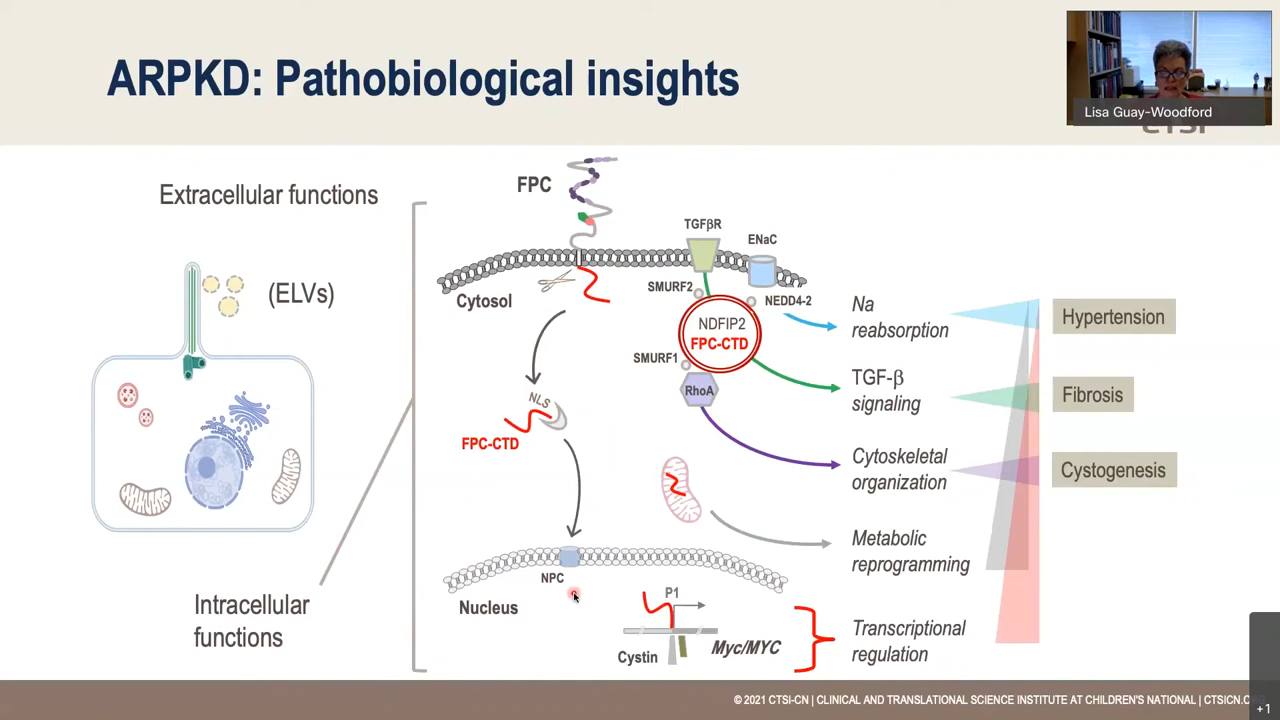 ARPKD: Pathobiological insights
Lisa Guay-Woodford
CTSI
Extracellular functions
(ELVs)
Intracellular
functions
FPC
Cytosol
TGFβR
ENaC
SMURF2
NEDD4-2
NDFIP2
FPC-CTD
SMURF1
RhoA
NLS
FPC-CTD
NPC
Nucleus
P1
Cystin
Myc/MYC
Na
reabsorption
TGF-β
signaling
Cytoskeletal
organization
Metabolic
reprogramming
Transcriptional
regulation
Hypertension
Fibrosis
Cystogenesis
© 2021 CTSI-CN | CLINICAL AND TRANSLATIONAL SCIENCE INSTITUTE AT CHILDREN'S NATIONAL | CTSICN.O
+1